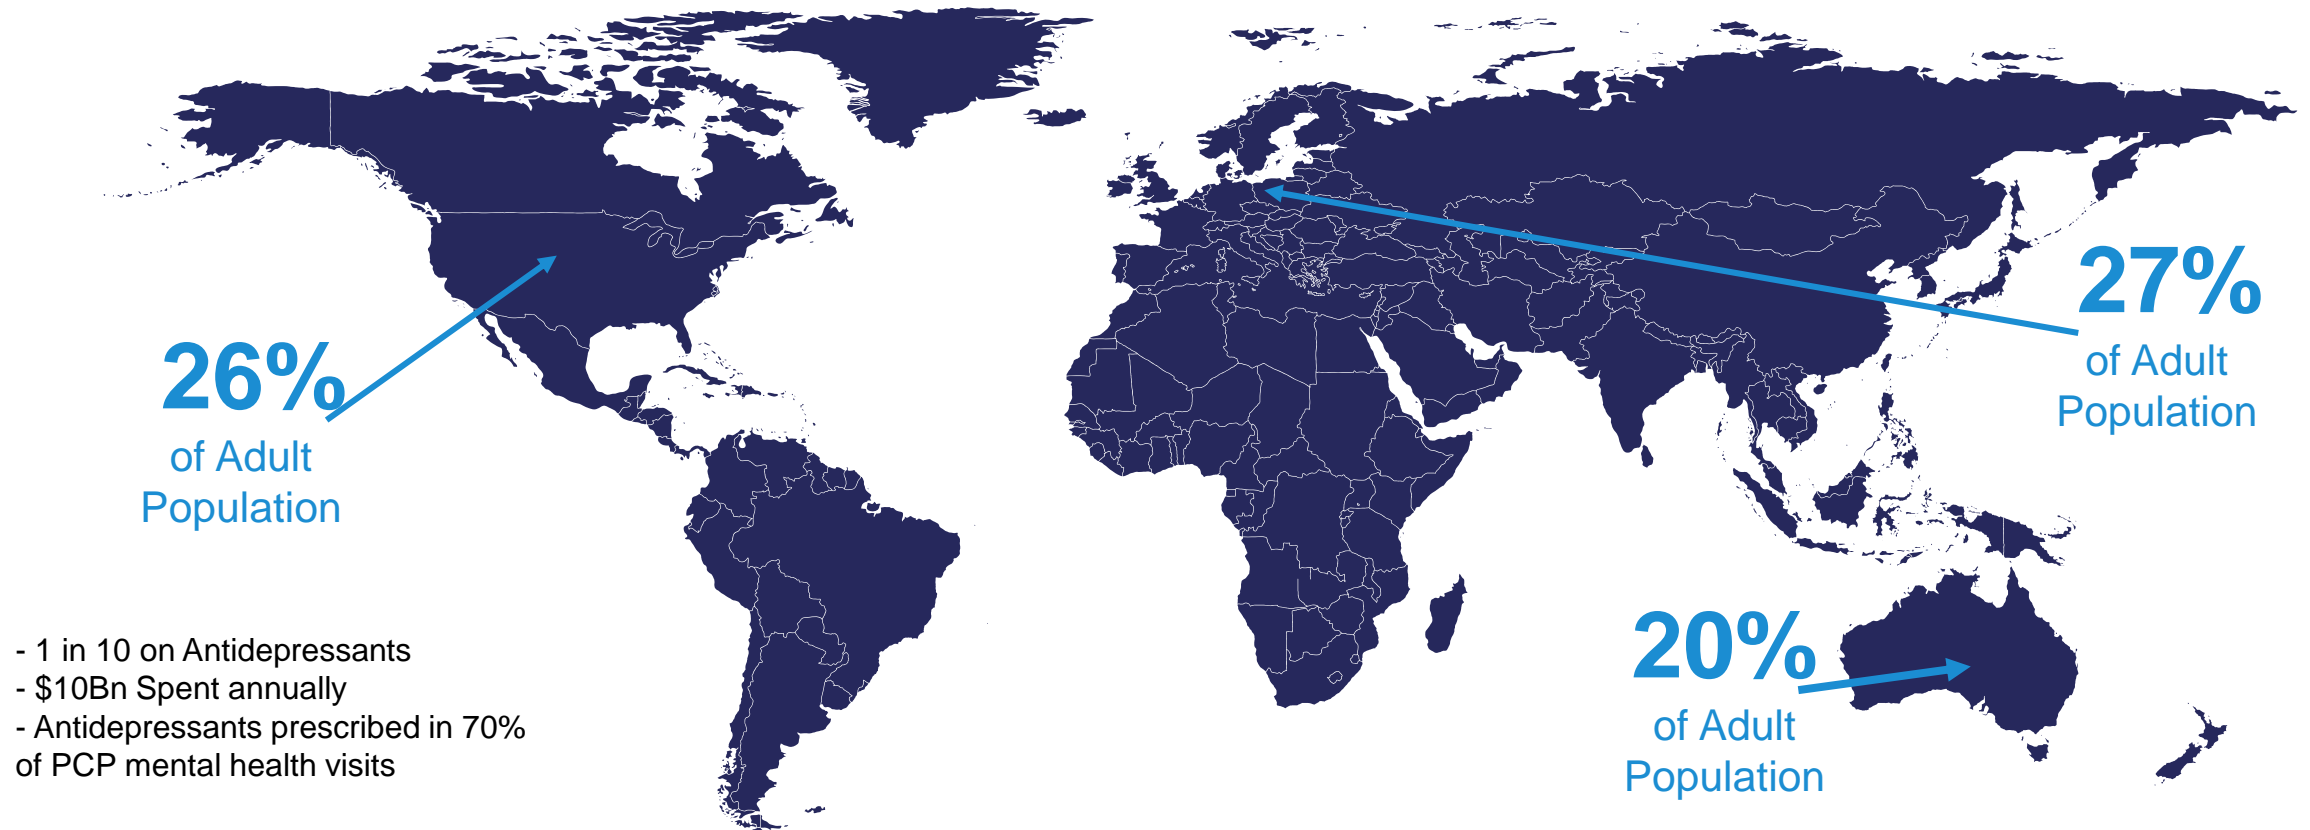 26%
of Adult
Population
27%
of Adult
Population
20%
of Adult
Population
- 1 in 10 on Antidepressants
- $10Bn Spent annually
- Antidepressants prescribed in 70%
of PCP mental health visits